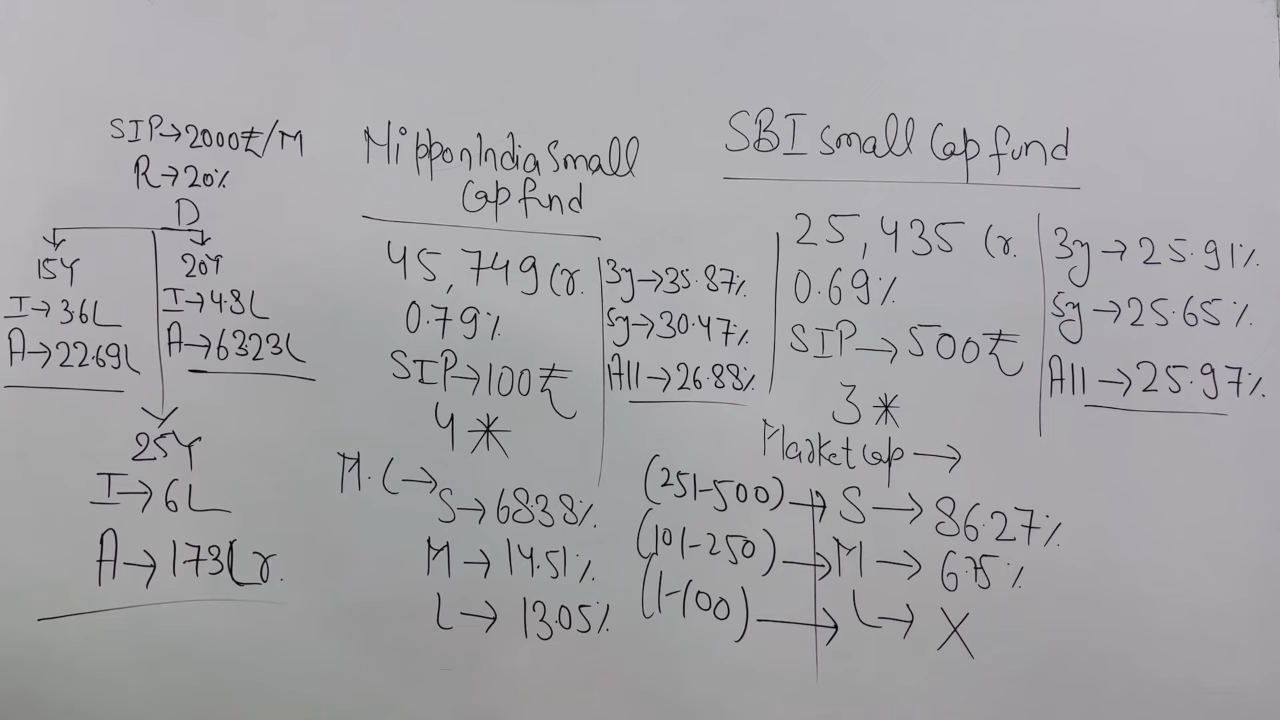 SIP→2000₹/M
R→20%
D
15Y
I→3.6L
A→22.69L
20Y
I→4.8L
A→63.23L
25Y
I→6L
A→1.73Cr.
Nippon India Small
Cap fund
45,749 Cr.
0.79%
SIP→100₹
4*
3y→35.87%
5y→30.47%
All→26.88%
M.C→
S→68.38%
M→14.51%
L→13.05%
SBI Small Cap fund
25,435 Cr.
0.69%
SIP→500₹
3*
3y→25.91%
5y→25.65%
All→25.97%
Market Cap→
(251-500)→S→86.27%
(101-250)→M→6.75%
(1-100)→L→X